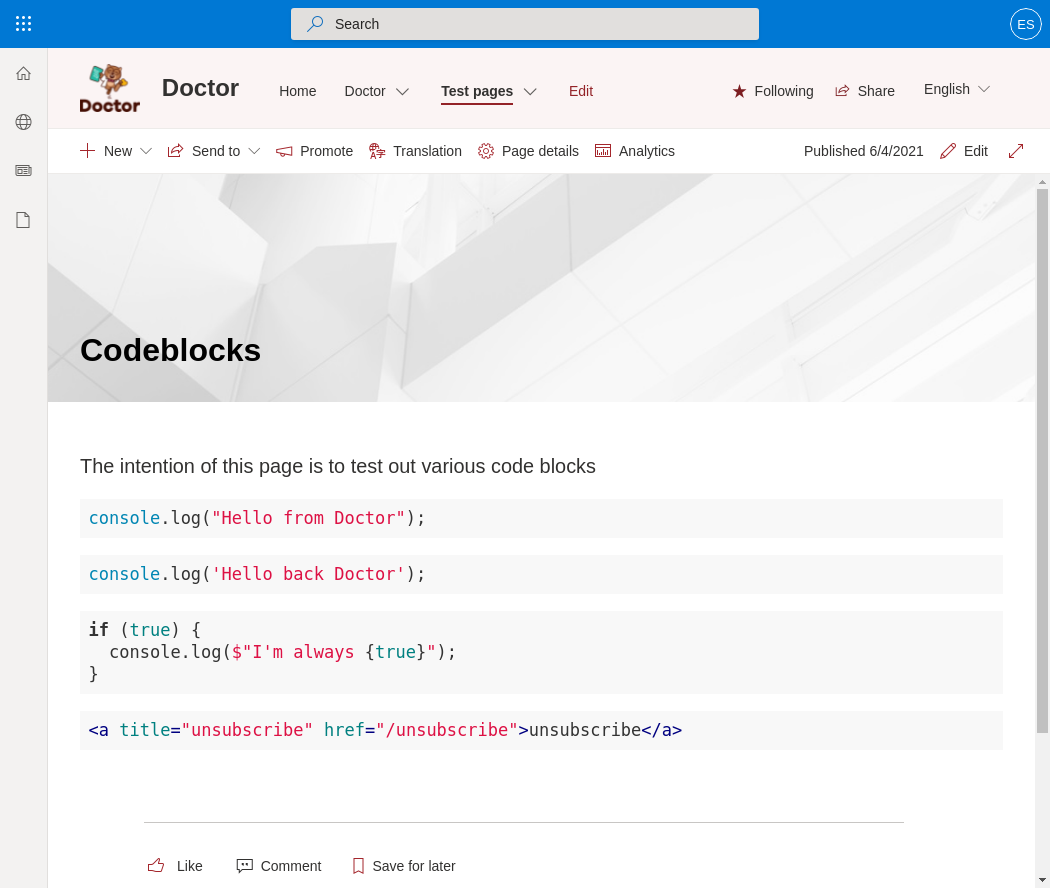 Search
ES
Doctor
Doctor
Home
Doctor
Test pages
Edit
Following
Share
English
New
Send to
Promote
Translation
Page details
Analytics
Published 6/4/2021
Edit
Codeblocks
The intention of this page is to test out various code blocks
console.log("Hello from Doctor");
console.log('Hello back Doctor');
if (true) {
  console.log($"I'm always {true}");
}
<a title="unsubscribe" href="/unsubscribe">unsubscribe</a>
Like
Comment
Save for later